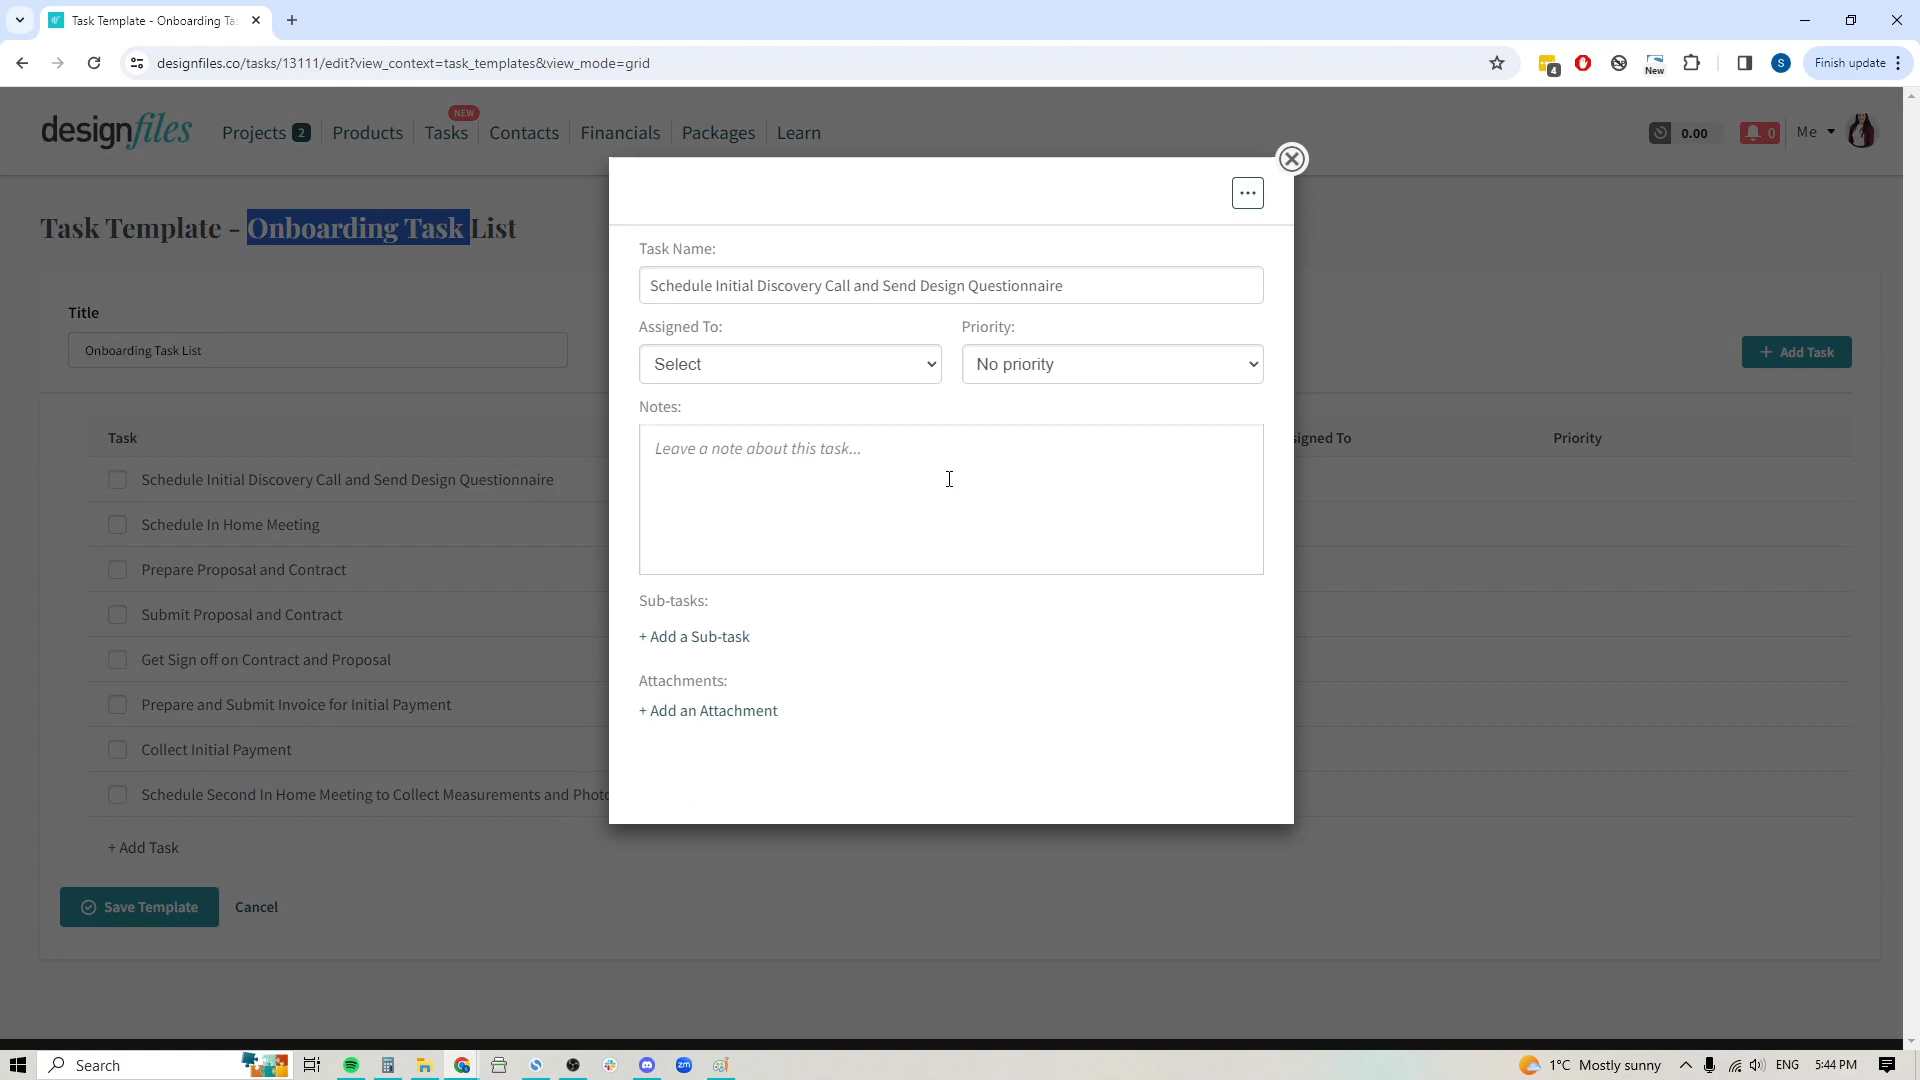 Task Template - Onboarding Tas
designfiles.co/tasks/13111/edit?view_context=task_templates&view_mode=grid
4
New
S
Finish update
designfiles
Projects 2
Products
Tasks
NEW
Contacts
Financials
Packages
Learn
0.00
0
Me
Task Template - Onboarding Task List
Title
Onboarding Task List
+ Add Task
Task
signed To
Priority
Schedule Initial Discovery Call and Send Design Questionnaire
Schedule In Home Meeting
Prepare Proposal and Contract
Submit Proposal and Contract
Get Sign off on Contract and Proposal
Prepare and Submit Invoice for Initial Payment
Collect Initial Payment
Schedule Second In Home Meeting to Collect Measurements and Photo
+ Add Task
Save Template
Cancel
Task Name:
Schedule Initial Discovery Call and Send Design Questionnaire
Assigned To:
Priority:
Select
No priority
Notes:
Leave a note about this task...
Sub-tasks:
+ Add a Sub-task
Attachments:
+ Add an Attachment
Search
zm
1°C Mostly sunny
ENG
5:44 PM